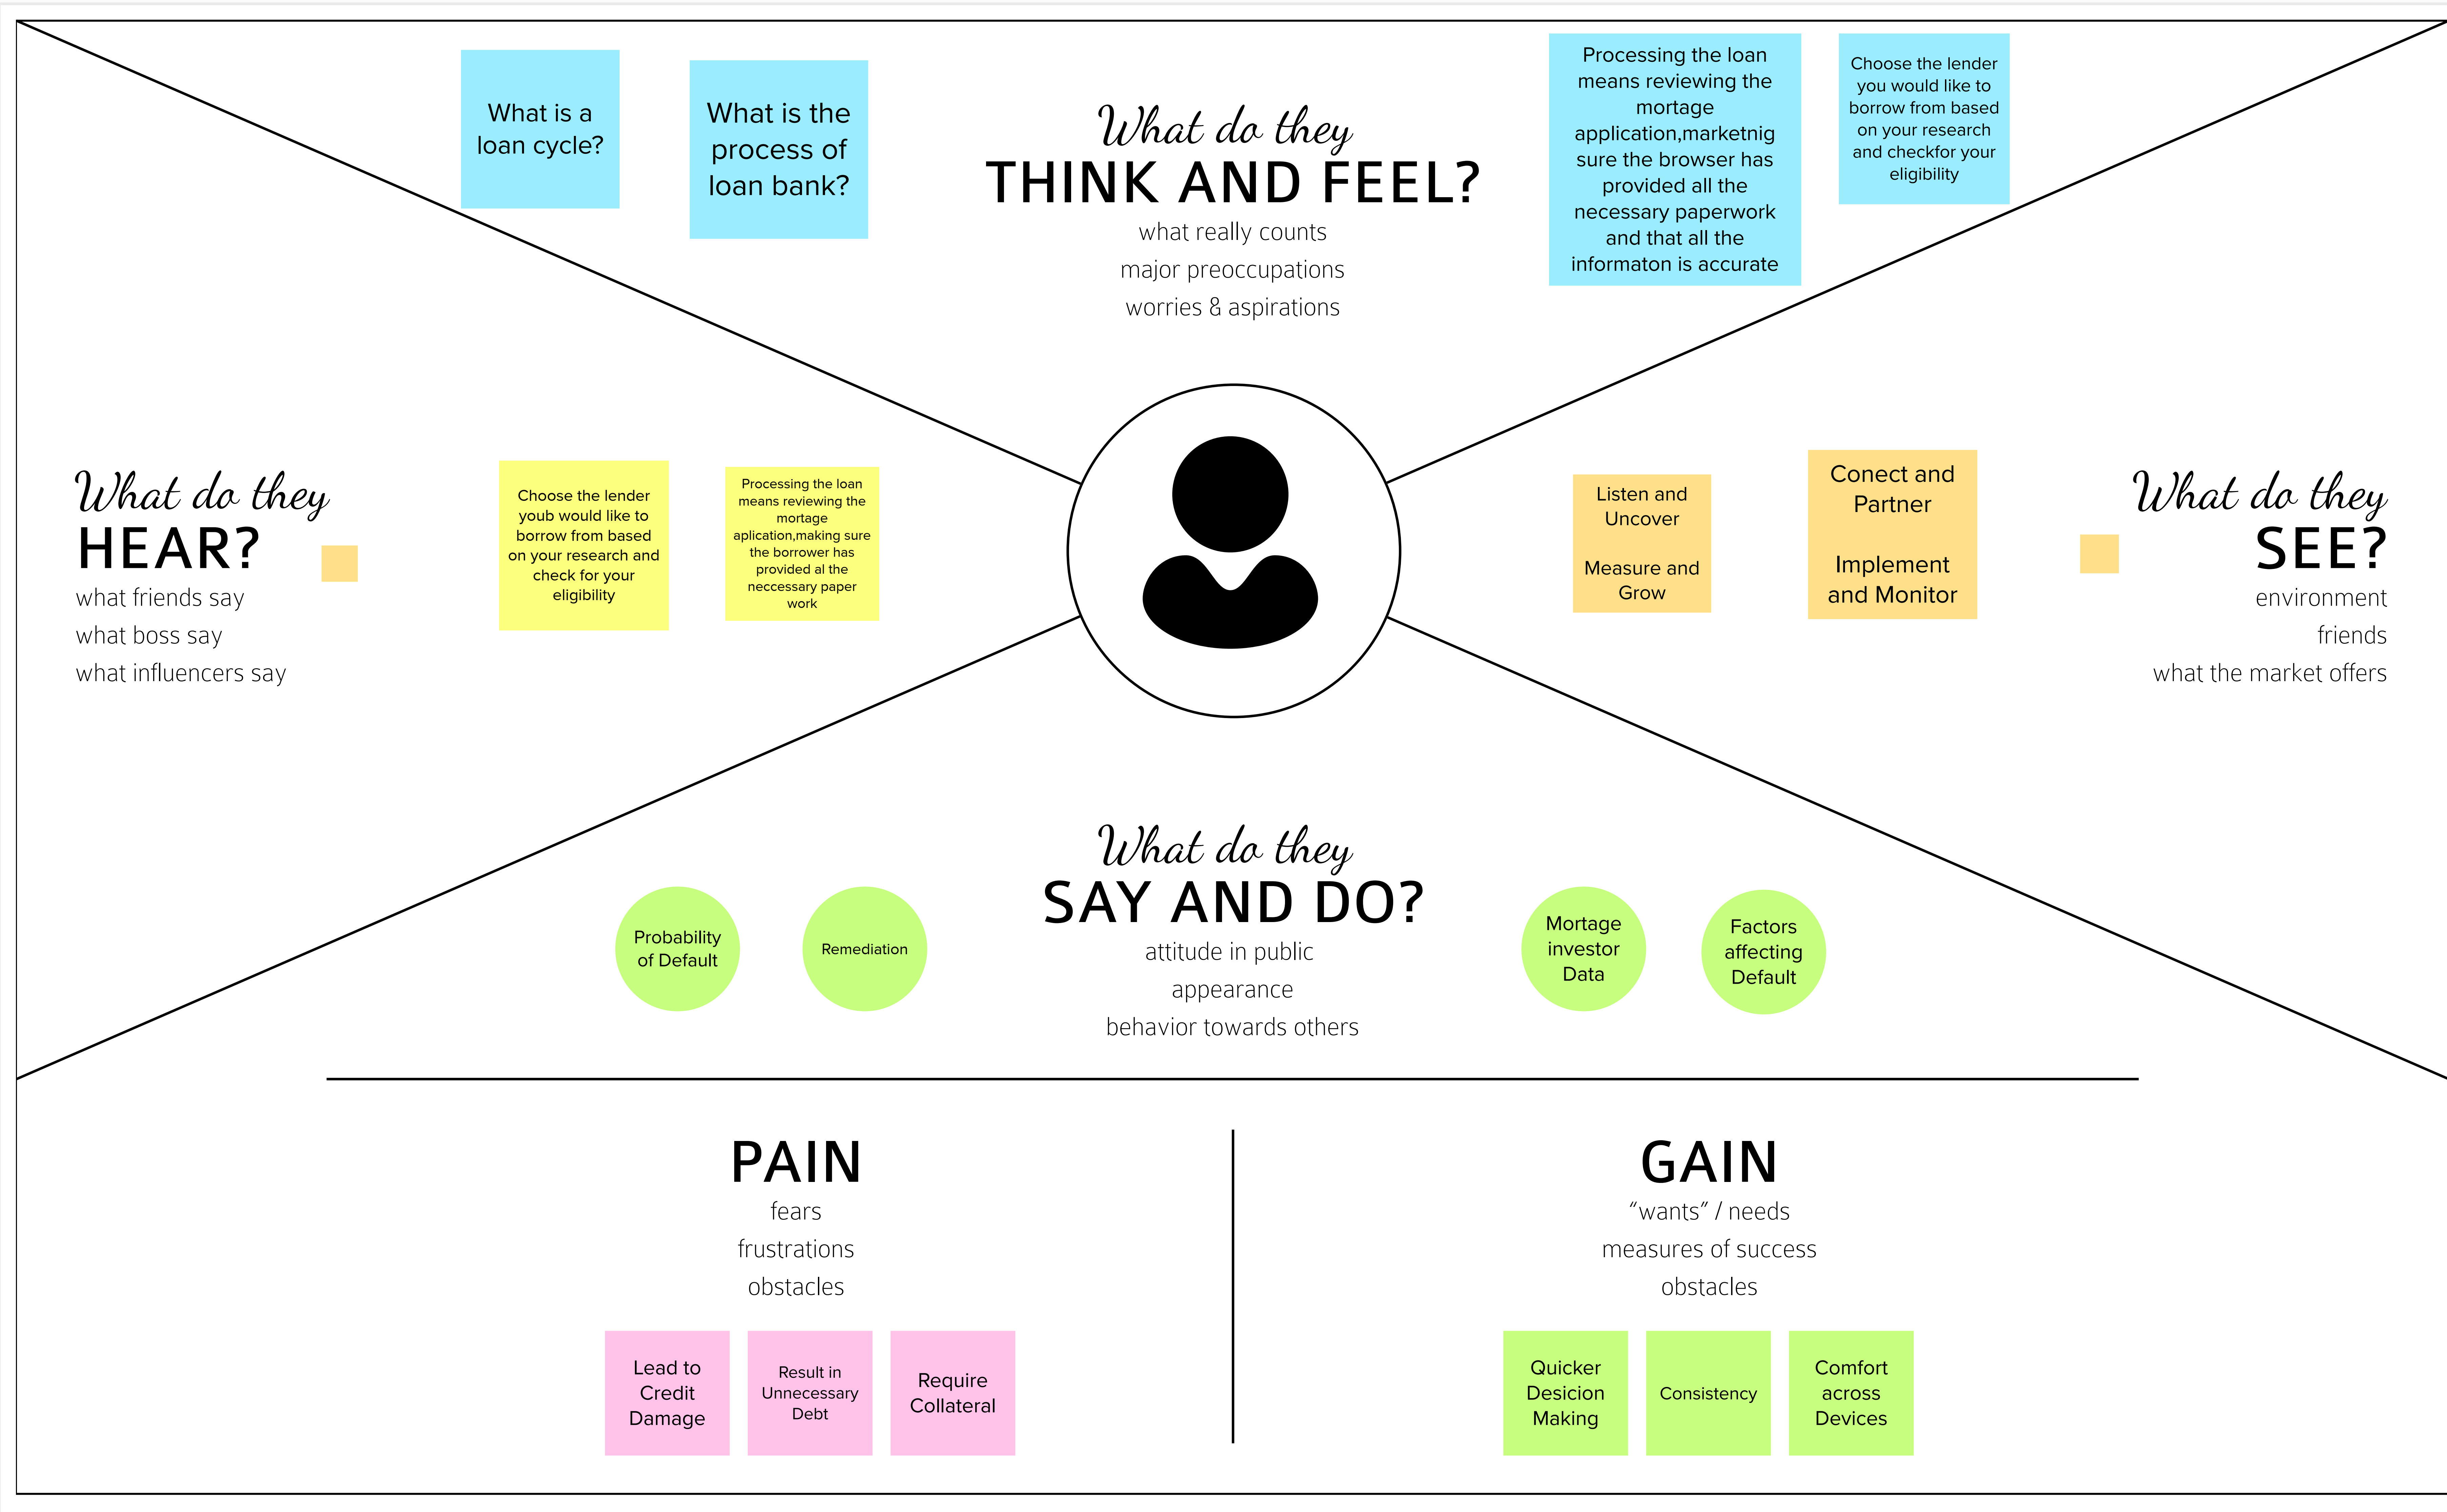 What is a
loan cycle?
What is the
process of
loan bank?
What do they
THINK AND FEEL?
what really counts
major preoccupations
worries & aspirations
Processing the loan
means reviewing the
mortage
application,marketnig
sure the browser has
provided all the
necessary paperwork
and that all the
informaton is accurate
Choose the lender
you would like to
borrow from based
on your research
and checkfor your
eligibility
What do they
HEAR?
what friends say
what boss say
what influencers say
Choose the lender
youb would like to
borrow from based
on your research and
check for your
eligibility
Processing the loan
means reviewing the
mortage
aplication,making sure
the borrower has
provided al the
neccessary paper
work
Listen and
Uncover
Measure and
Grow
Conect and
Partner
Implement
and Monitor
What do they
SEE?
environment
friends
what the market offers
Probability
of Default
Remediation
What do they
SAY AND DO?
attitude in public
appearance
behavior towards others
Mortage
investor
Data
Factors
affecting
Default
PAIN
fears
frustrations
obstacles
Lead to
Credit
Damage
Result in
Unnecessary
Debt
Require
Collateral
GAIN
“wants” / needs
measures of success
obstacles
Quicker
Desicion
Making
Consistency
Comfort
across
Devices